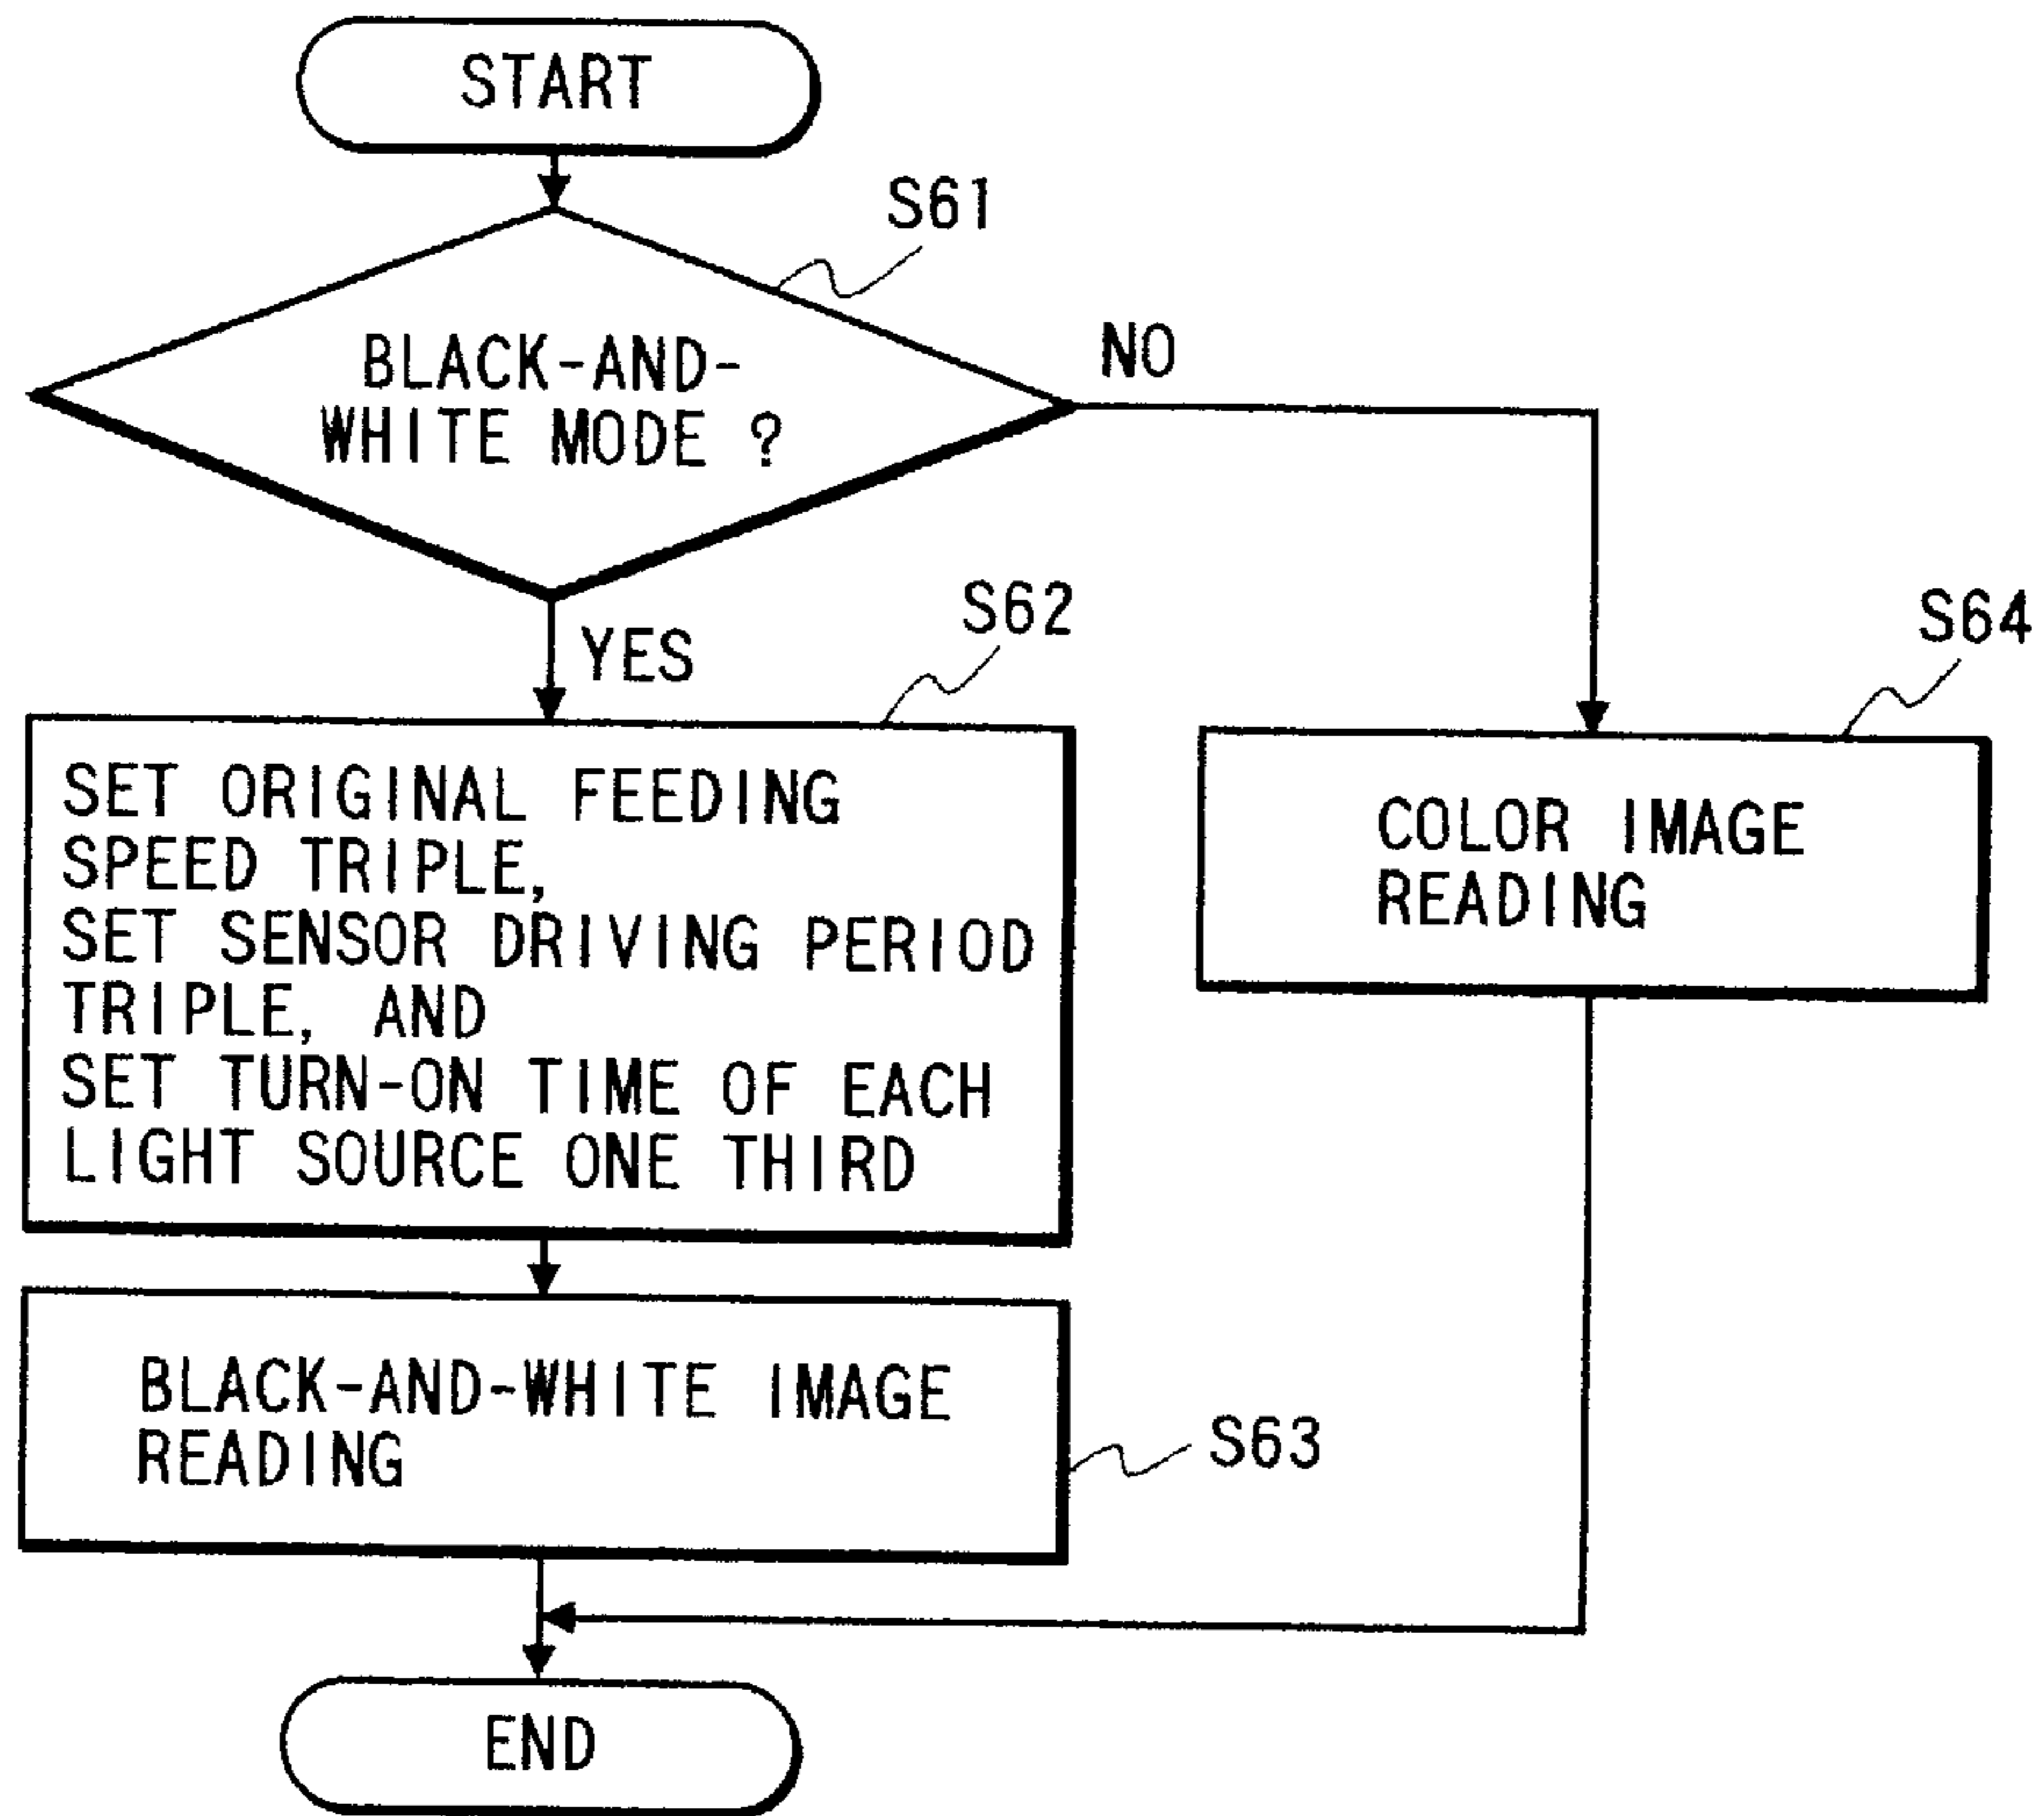 START
S61
BLACK-AND-
WHITE MODE ?
NO
YES
S62
SET ORIGINAL FEEDING
SPEED TRIPLE,
SET SENSOR DRIVING PERIOD
TRIPLE, AND
SET TURN-ON TIME OF EACH
LIGHT SOURCE ONE THIRD
S64
COLOR IMAGE
READING
BLACK-AND-WHITE IMAGE
READING
S63
END